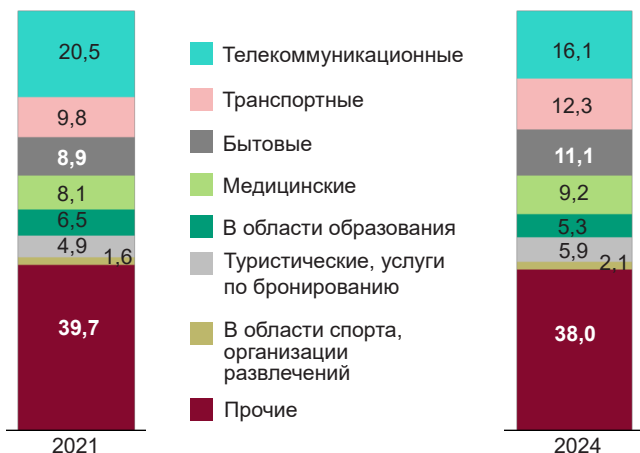 20,5
9,8
8,9
8,1
6,5
4,9
1,6
39,7
2021
Телекоммуникационные
Транспортные
Бытовые
Медицинские
В области образования
Туристические, услуги
по бронированию
В области спорта,
организации
развлечений
Прочие
16,1
12,3
11,1
9,2
5,3
5,9
2,1
38,0
2024